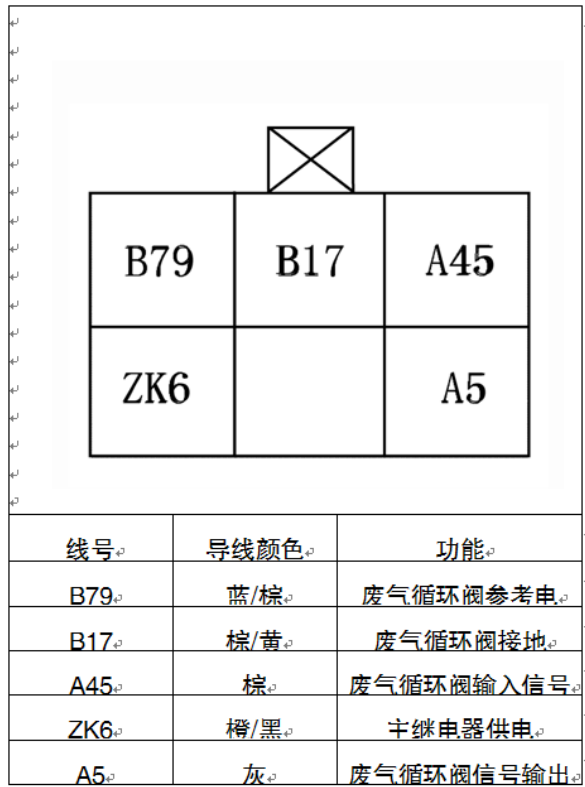 B79 B17 A45
ZK6 A5
线号 导线颜色 功能
B79 蓝/棕 废气循环阀参考电
B17 棕/黄 废气循环阀接地
A45 棕 废气循环阀输入信号
ZK6 橙/黑 主继电器供电
A5 灰 废气循环阀信号输出